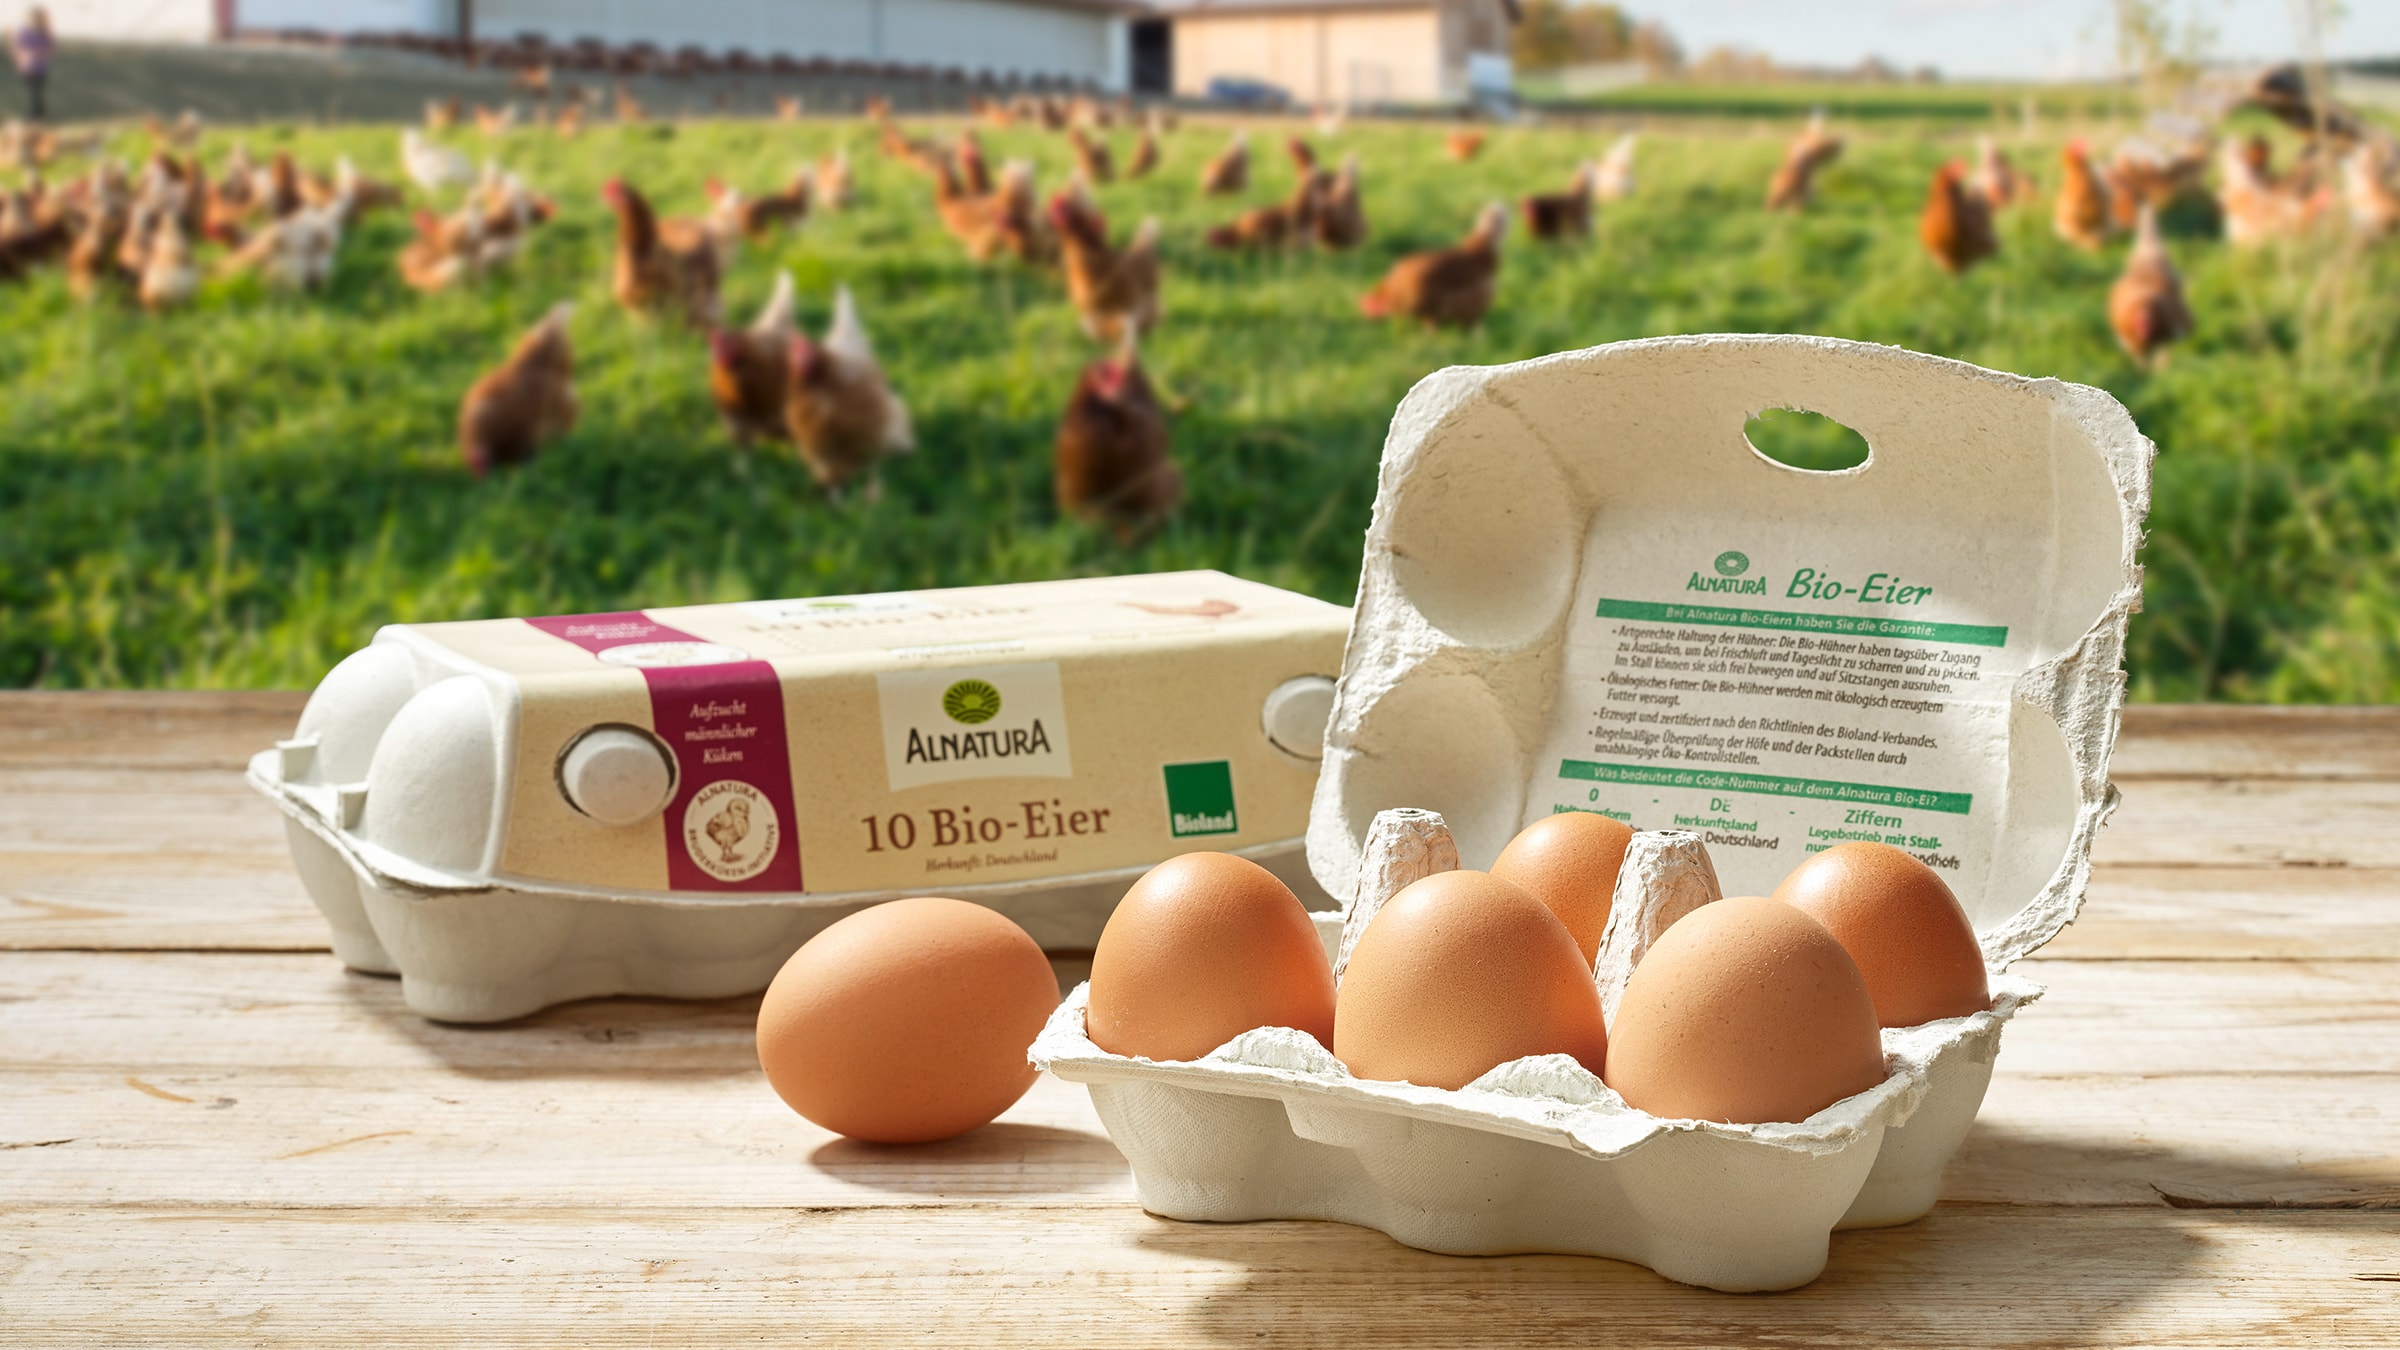 Aufzucht
männlicher
Küken
ALNATURA
BRUDERKÜKEN-INITIATIVE
ALNATURA
10 Bio-Eier
Herkunft: Deutschland
Bioland
ALNATURA Bio-Eier
Bei Alnatura Bio-Eiern haben Sie die Garantie:
• Artgerechte Haltung der Hühner: Die Bio-Hühner haben tagsüber Zugang
zu Ausläufen, um bei Frischluft und Tageslicht zu scharren und zu picken.
Im Stall können sie sich frei bewegen und auf Sitzstangen ausruhen.
• Ökologisches Futter: Die Bio-Hühner werden mit ökologisch erzeugtem
Futter versorgt.
• Erzeugt und zertifiziert nach den Richtlinien des Bioland-Verbandes.
• Regelmäßige Überprüfung der Höfe und der Packstellen durch
unabhängige Öko-Kontrollstellen.
Was bedeutet die Code-Nummer auf dem Alnatura Bio-Ei?
0 - DE - Ziffern
Haltungsform Herkunftsland Legebetrieb mit Stall-
Deutschland